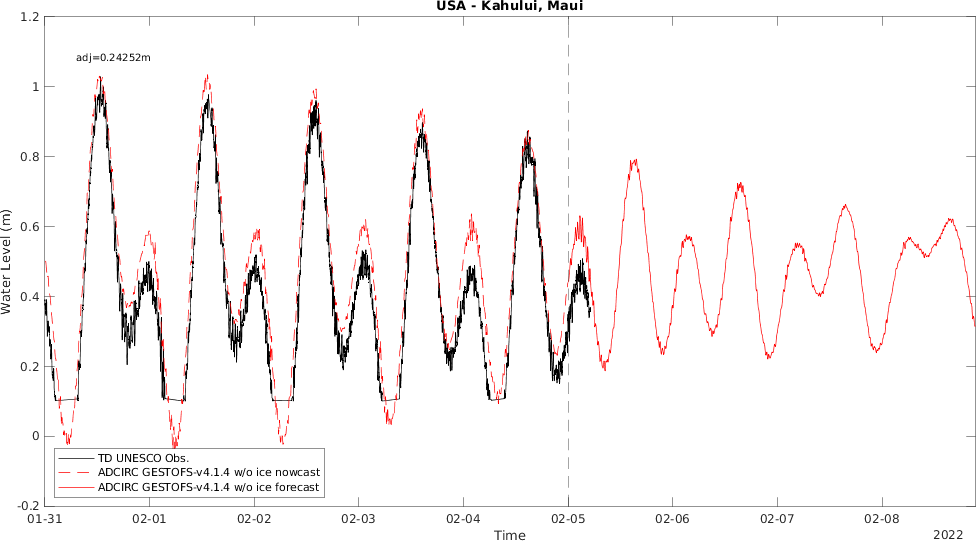 USA - Kahului, Maui
adj=0.24252m
Water Level (m)
1.2
1
0.8
0.6
0.4
0.2
0
-0.2
TD UNESCO Obs.
ADCIRC GESTOFS-v4.1.4 w/o ice nowcast
ADCIRC GESTOFS-v4.1.4 w/o ice forecast
01-31 02-01 02-02 02-03 02-04 02-05 02-06 02-07 02-08
Time
2022